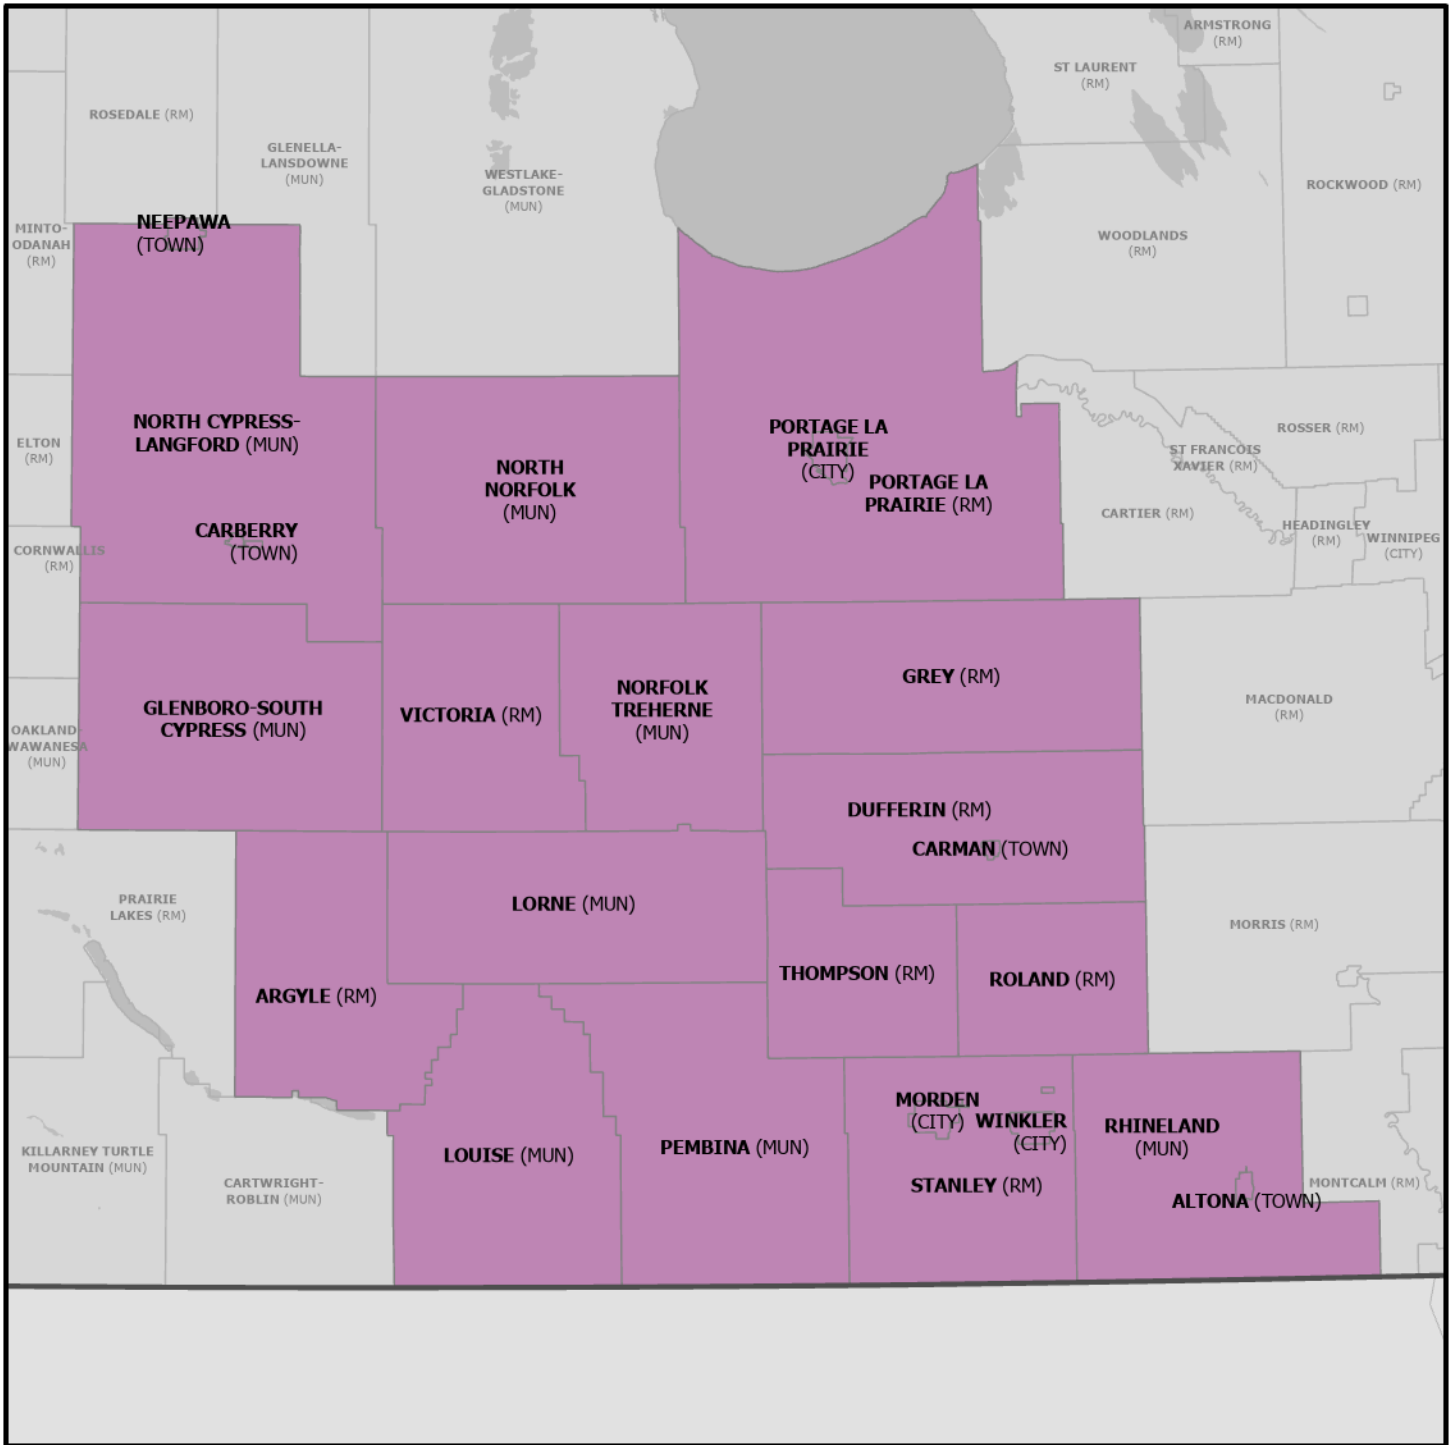 ARMSTRONG
(RM)
ST LAURENT
(RM)
ROSEDALE (RM)
GLENELLA-
LANSDOWNE
(MUN)
WESTLAKE-
GLADSTONE
(MUN)
ROCKWOOD (RM)
NEEPAWA
(TOWN)
MINTO-
ODANAH
(RM)
WOODLANDS
(RM)
NORTH CYPRESS-
LANGFORD (MUN)
PORTAGE LA
PRAIRIE
(CITY)
ELTON
(RM)
ROSSER (RM)
ST FRANCOIS
XAVIER (RM)
NORTH
NORFOLK
(MUN)
PORTAGE LA
PRAIRIE (RM)
CARTIER (RM)
CARBERRY
(TOWN)
HEADINGLEY
(RM)
WINNIPEG
(CITY)
CORNWALLIS
(RM)
GREY (RM)
NORFOLK
TREHERNE
(MUN)
GLENBORO-SOUTH
CYPRESS (MUN)
VICTORIA (RM)
MACDONALD
(RM)
OAKLAND-
WAWANESA
(MUN)
DUFFERIN (RM)
CARMAN (TOWN)
PRAIRIE
LAKES (RM)
LORNE (MUN)
MORRIS (RM)
THOMPSON (RM)
ROLAND (RM)
ARGYLE (RM)
MORDEN
(CITY)
WINKLER
(CITY)
RHINELAND
(MUN)
KILLARNEY TURTLE
MOUNTAIN (MUN)
LOUISE (MUN)
PEMBINA (MUN)
CARTWRIGHT-
ROBLIN (MUN)
STANLEY (RM)
MONTCALM (RM)
ALTONA (TOWN)